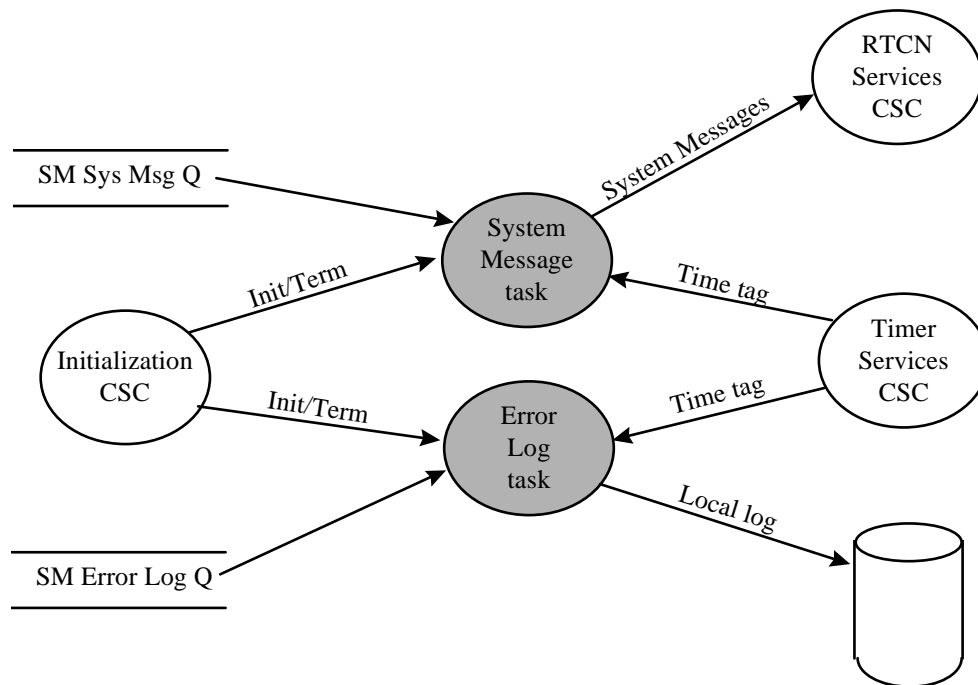 RTCN
Services
CSC
System Messages
SM Sys Msg Q
System
Message
task
Init/Term
Time tag
Initialization
CSC
Timer
Services
CSC
Init/Term
Time tag
Error
Log
task
Local log
SM Error Log Q